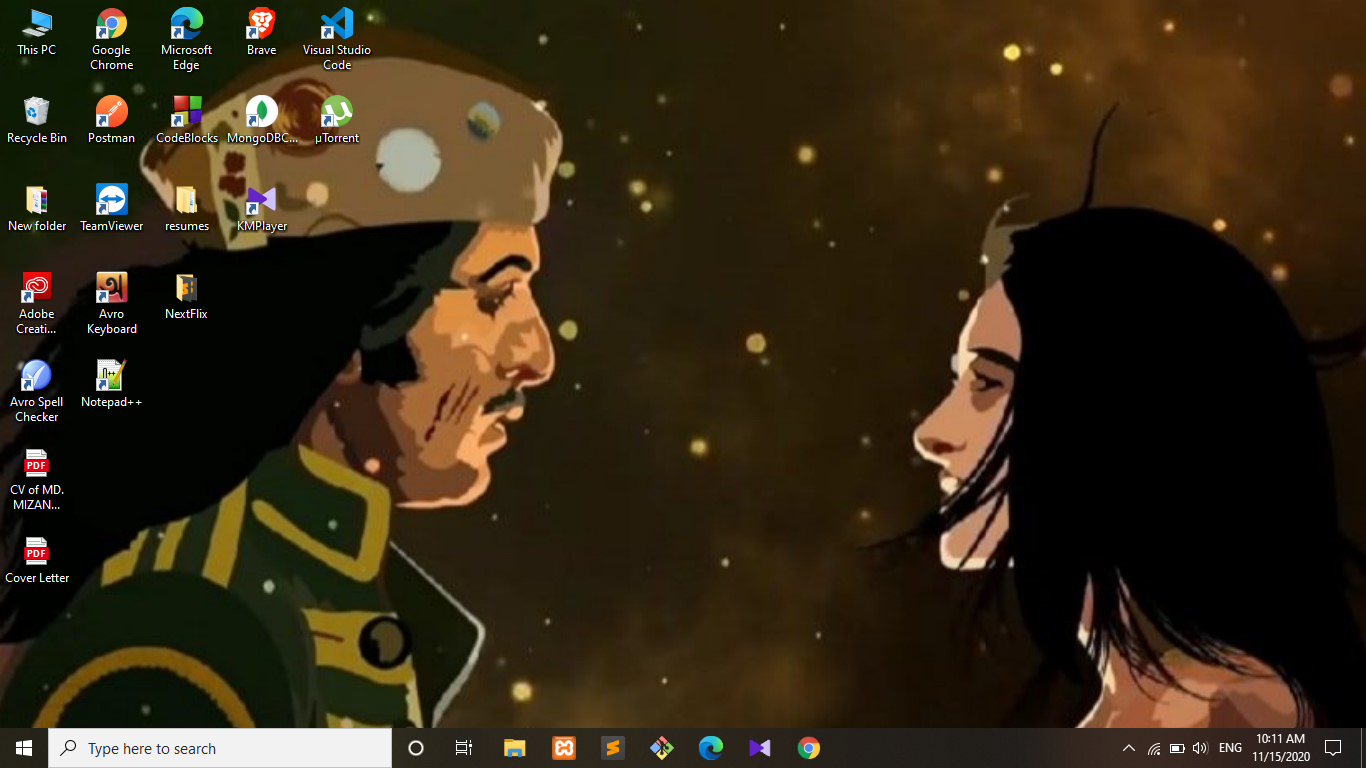 This PC
Google
Chrome
Microsoft
Edge
Brave
Visual Studio
Code
Recycle Bin
Postman
CodeBlocks
MongoDBC...
µTorrent
New folder
TeamViewer
resumes
KMPlayer
Adobe
Creati...
Avro
Keyboard
NextFlix
Avro Spell
Checker
Notepad++
PDF
CV of MD.
MIZAN...
PDF
Cover Letter
Type here to search
ENG
10:11 AM
11/15/2020